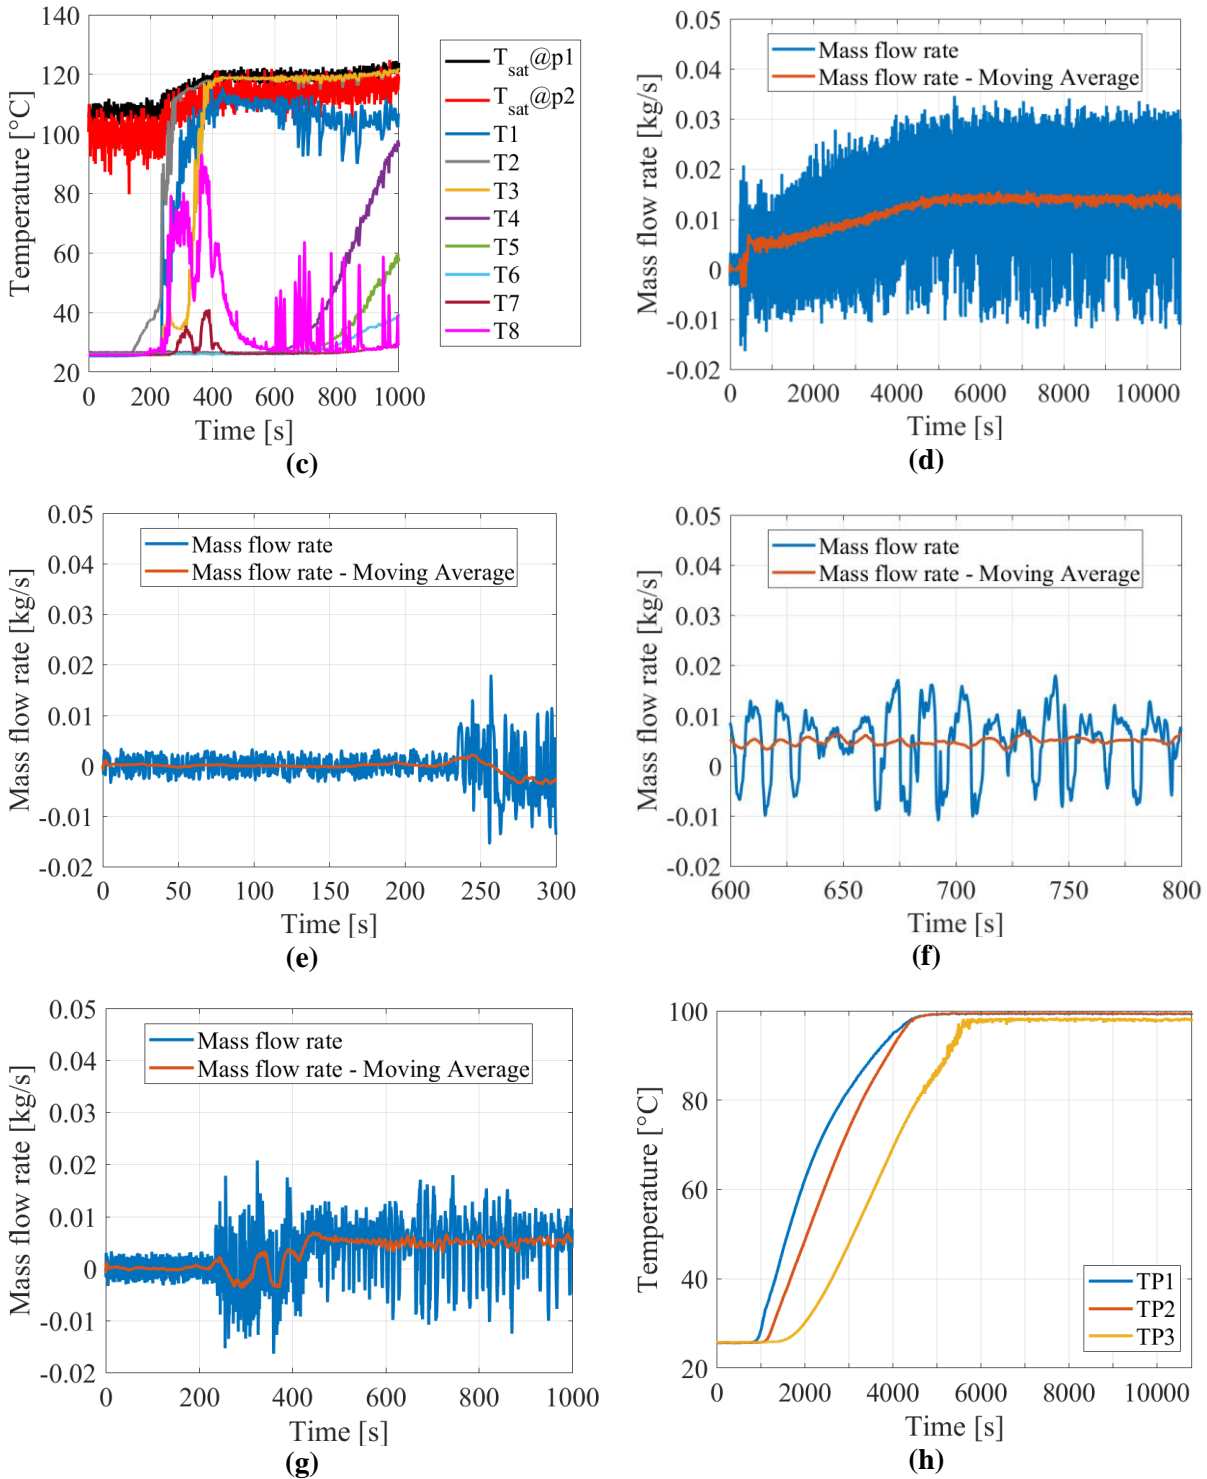 140
120
100
80
60
40
20
0 200 400 600 800 1000
Temperature [°C]
Time [s]
T_sat@p1
T_sat@p2
T1
T2
T3
T4
T5
T6
T7
T8
(c)
0.05
0.04
0.03
0.02
0.01
0
-0.01
-0.02
0 2000 4000 6000 8000 10000
Mass flow rate [kg/s]
Time [s]
Mass flow rate
Mass flow rate - Moving Average
(d)
0.05
0.04
0.03
0.02
0.01
0
-0.01
-0.02
0 50 100 150 200 250 300
Mass flow rate [kg/s]
Time [s]
Mass flow rate
Mass flow rate - Moving Average
(e)
0.05
0.04
0.03
0.02
0.01
0
-0.01
-0.02
600 650 700 750 800
Mass flow rate [kg/s]
Time [s]
Mass flow rate
Mass flow rate - Moving Average
(f)
0.05
0.04
0.03
0.02
0.01
0
-0.01
-0.02
0 200 400 600 800 1000
Mass flow rate [kg/s]
Time [s]
Mass flow rate
Mass flow rate - Moving Average
(g)
100
80
60
40
20
0 2000 4000 6000 8000 10000
Temperature [°C]
Time [s]
TP1
TP2
TP3
(h)